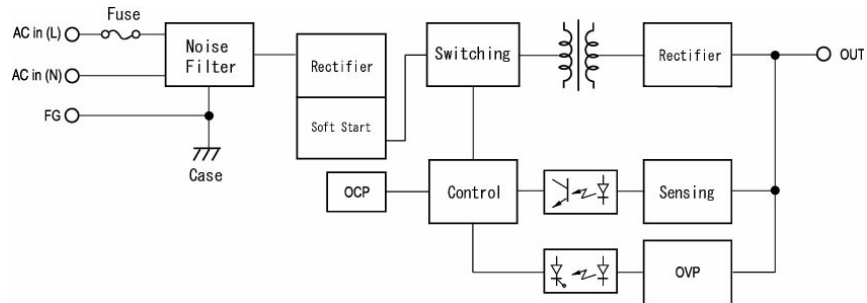 Fuse
AC in (L)
Noise
Filter
AC in (N)
FG
Case
Rectifier
Soft Start
Switching
Rectifier
OUT
OCP
Control
Sensing
OVP